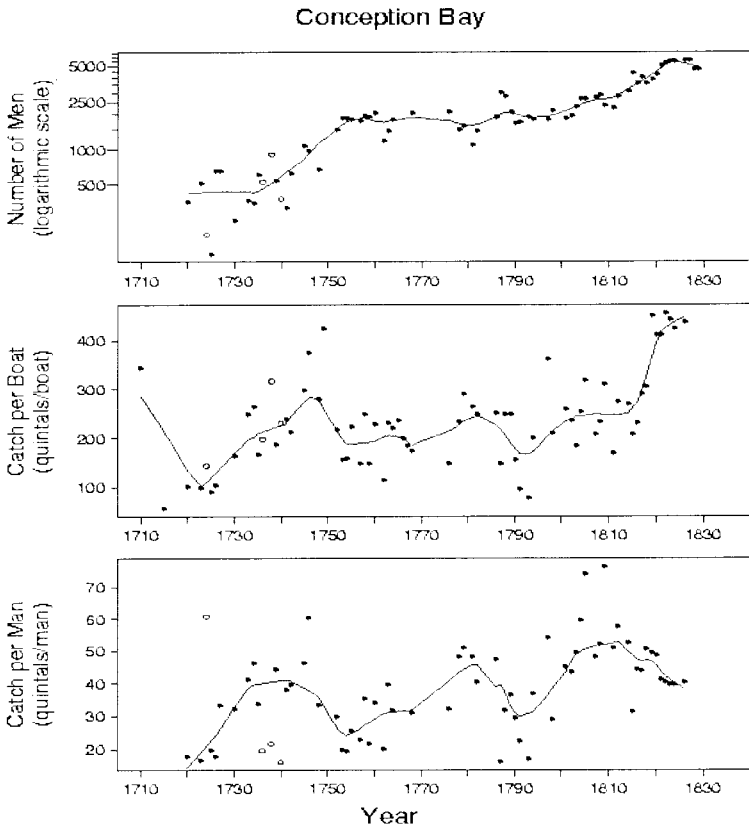 Conception Bay
Number of Men
(logarithmic scale)
5000
2500
1000
500
1710 1730 1750 1770 1790 1810 1830
Catch per Boat
(quintals/boat)
400
300
200
100
1710 1730 1750 1770 1790 1810 1830
Catch per Man
(quintals/man)
70
60
50
40
30
20
1710 1730 1750 1770 1790 1810 1830
Year